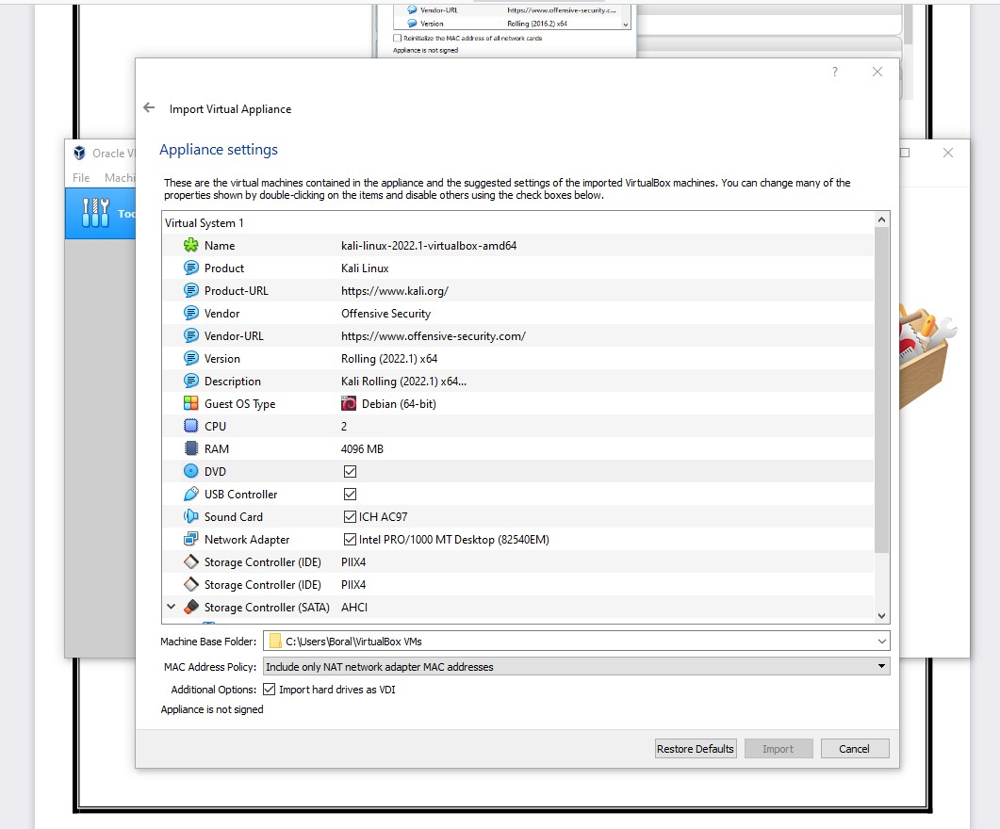 Vendor-URL https://www.offensive-security.c...
Version Rolling (2016.2) x64
Reinitialize the MAC address of all network cards
Appliance is not signed
?
Import Virtual Appliance
Oracle V
File Machi
Too
Appliance settings
These are the virtual machines contained in the appliance and the suggested settings of the imported VirtualBox machines. You can change many of the
properties shown by double-clicking on the items and disable others using the check boxes below.
Virtual System 1
Name kali-linux-2022.1-virtualbox-amd64
Product Kali Linux
Product-URL https://www.kali.org/
Vendor Offensive Security
Vendor-URL https://www.offensive-security.com/
Version Rolling (2022.1) x64
Description Kali Rolling (2022.1) x64...
Guest OS Type Debian (64-bit)
CPU 2
RAM 4096 MB
DVD
USB Controller
Sound Card ICH AC97
Network Adapter Intel PRO/1000 MT Desktop (82540EM)
Storage Controller (IDE) PIIX4
Storage Controller (IDE) PIIX4
Storage Controller (SATA) AHCI
Machine Base Folder: C:\Users\Boral\VirtualBox VMs
MAC Address Policy: Include only NAT network adapter MAC addresses
Additional Options: Import hard drives as VDI
Appliance is not signed
Restore Defaults Import Cancel